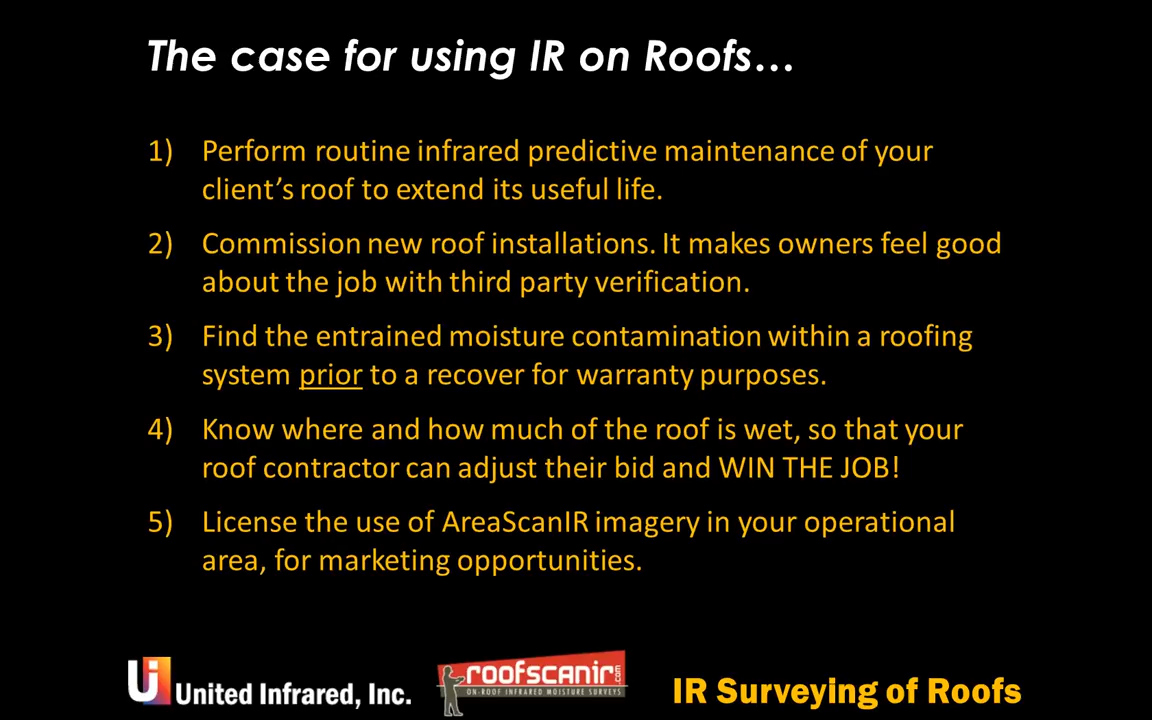 The case for using IR on Roofs…
1) Perform routine infrared predictive maintenance of your
client's roof to extend its useful life.
2) Commission new roof installations. It makes owners feel good
about the job with third party verification.
3) Find the entrained moisture contamination within a roofing
system prior to a recover for warranty purposes.
4) Know where and how much of the roof is wet, so that your
roof contractor can adjust their bid and WIN THE JOB!
5) License the use of AreaScanIR imagery in your operational
area, for marketing opportunities.
Ui United Infrared, Inc.
roofscanir.com
ON-ROOF INFRARED MOISTURE SURVEYS
IR Surveying of Roofs